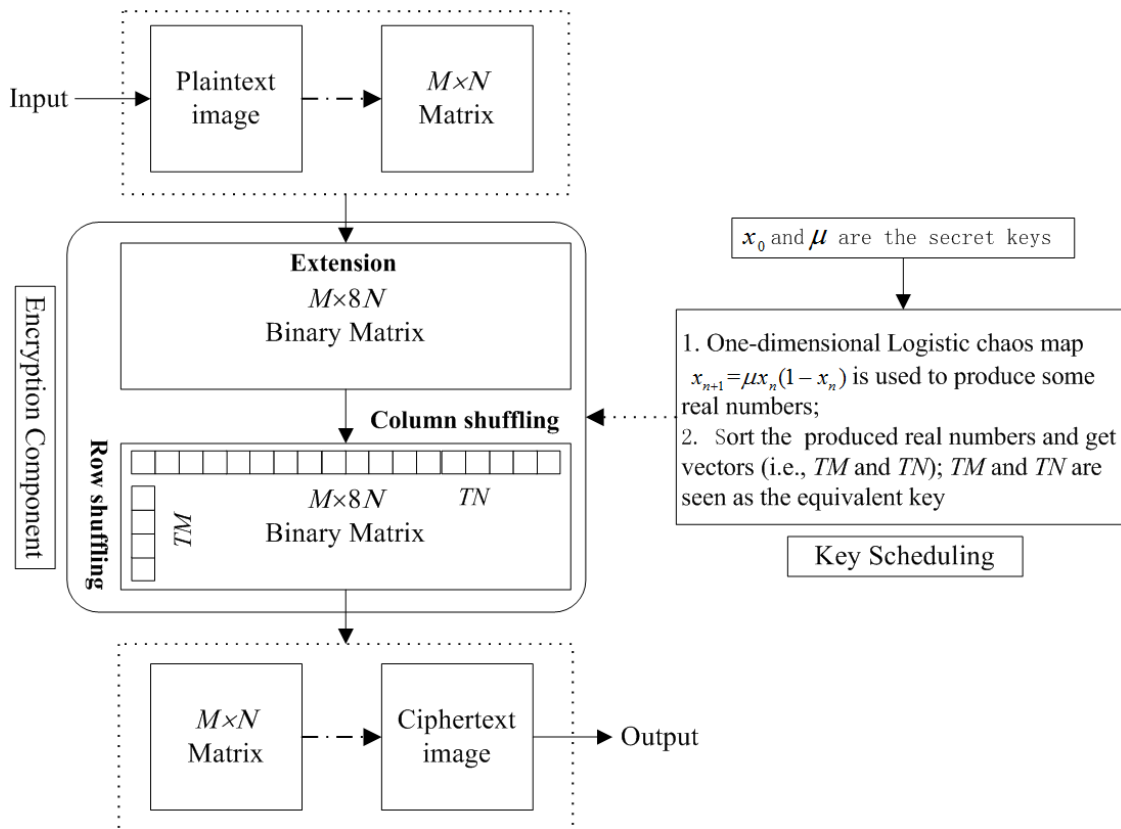 Input
Plaintext
image
M×N
Matrix
Encryption Component
Extension
M×8N
Binary Matrix
Column shuffling
Row shuffling
TM
TN
M×8N
Binary Matrix
x₀ and μ are the secret keys
1. One-dimensional Logistic chaos map
xₙ₊₁=μxₙ(1−xₙ) is used to produce some
real numbers;
2. Sort the produced real numbers and get
vectors (i.e., TM and TN); TM and TN are
seen as the equivalent key
Key Scheduling
M×N
Matrix
Ciphertext
image
Output